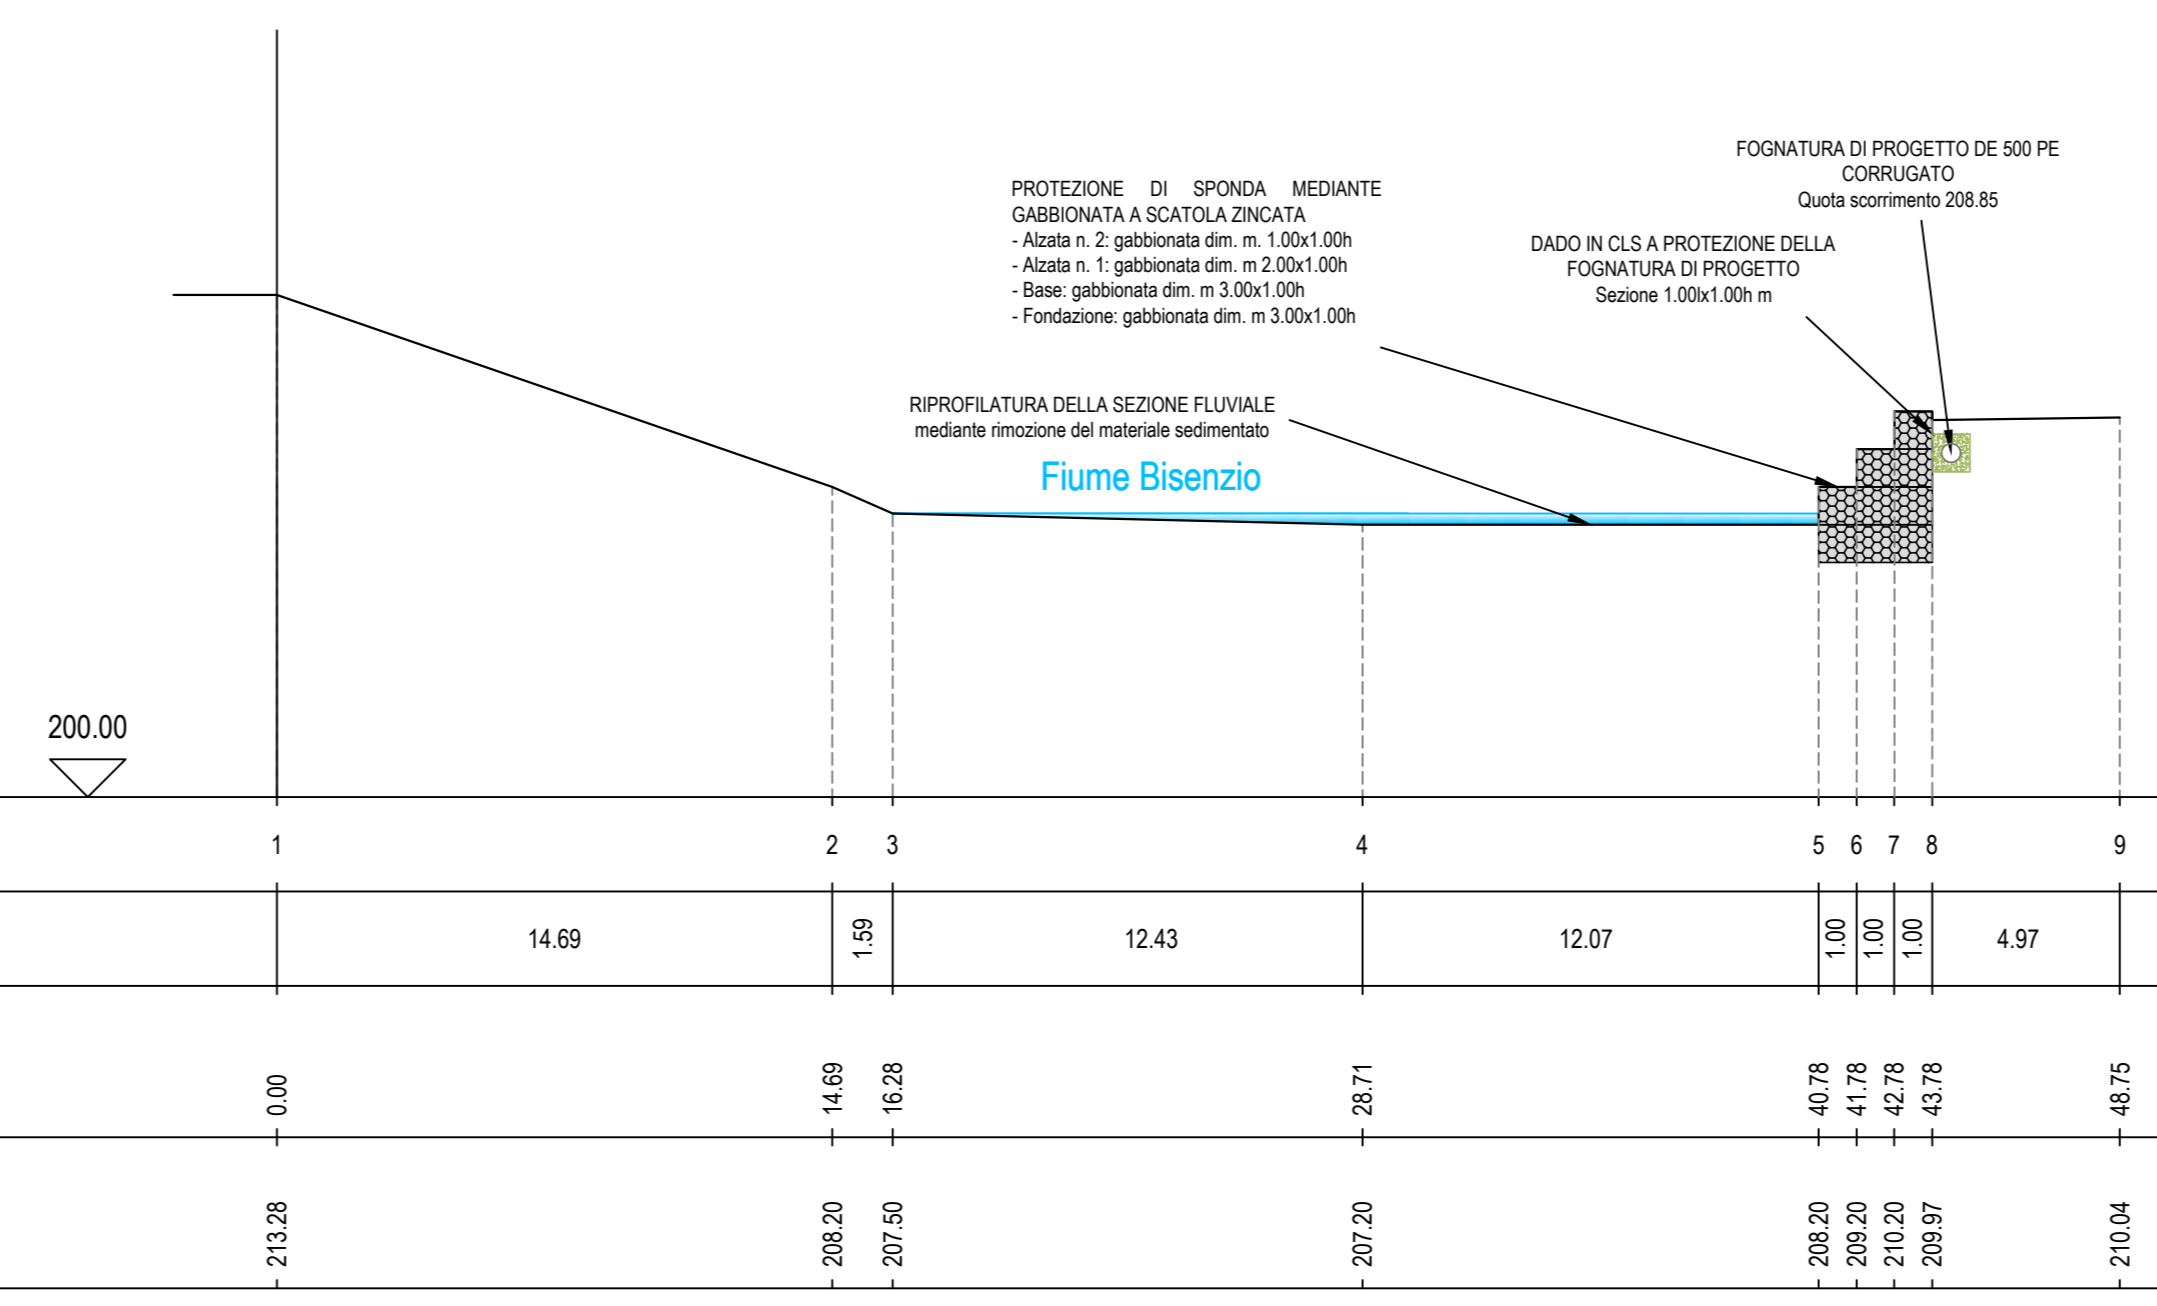 FOGNATURA DI PROGETTO DE 500 PE
CORRUGATO
Quota scorrimento 208.85
PROTEZIONE DI SPONDA MEDIANTE
GABBIONATA A SCATOLA ZINCATA
- Alzata n. 2: gabbionata dim. m. 1.00x1.00h
- Alzata n. 1: gabbionata dim. m 2.00x1.00h
- Base: gabbionata dim. m 3.00x1.00h
- Fondazione: gabbionata dim. m 3.00x1.00h
DADO IN CLS A PROTEZIONE DELLA
FOGNATURA DI PROGETTO
Sezione 1.00lx1.00h m
RIPROFILATURA DELLA SEZIONE FLUVIALE
mediante rimozione del materiale sedimentato
Fiume Bisenzio
200.00
1 2 3 4 5 6 7 8 9
14.69 1.59 12.43 12.07 1.00 1.00 1.00 4.97
0.00 14.69 16.28 28.71 40.78 41.78 42.78 43.78 48.75
213.28 208.20 207.50 207.20 208.20 209.20 210.20 209.97 210.04